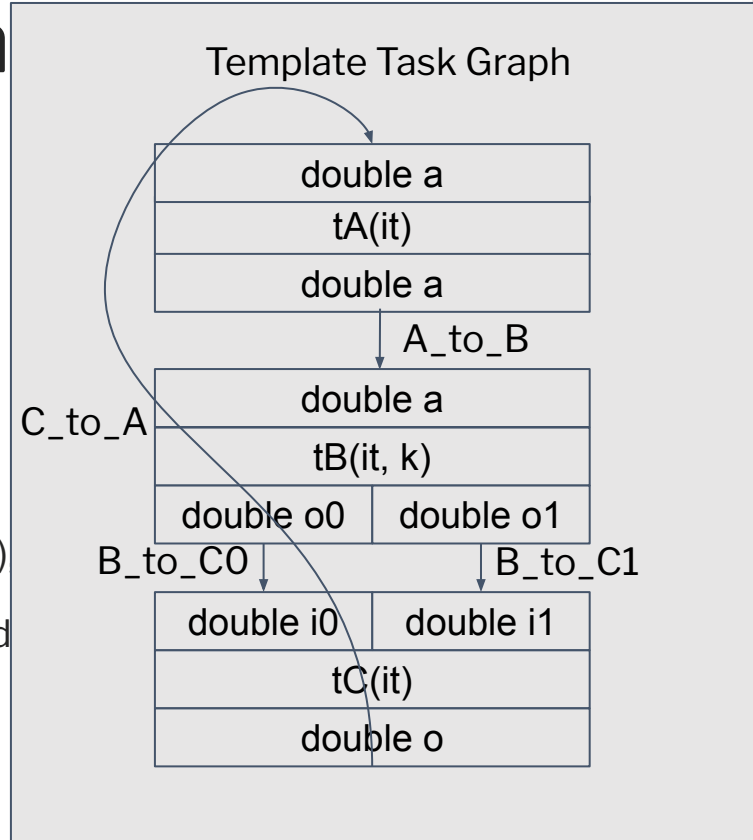 n
Template Task Graph
double a
tA(it)
double a
A_to_B
double a
C_to_A
tB(it, k)
double o0 double o1
)
B_to_C0 B_to_C1
double i0 double i1
d
tC(it)
double o